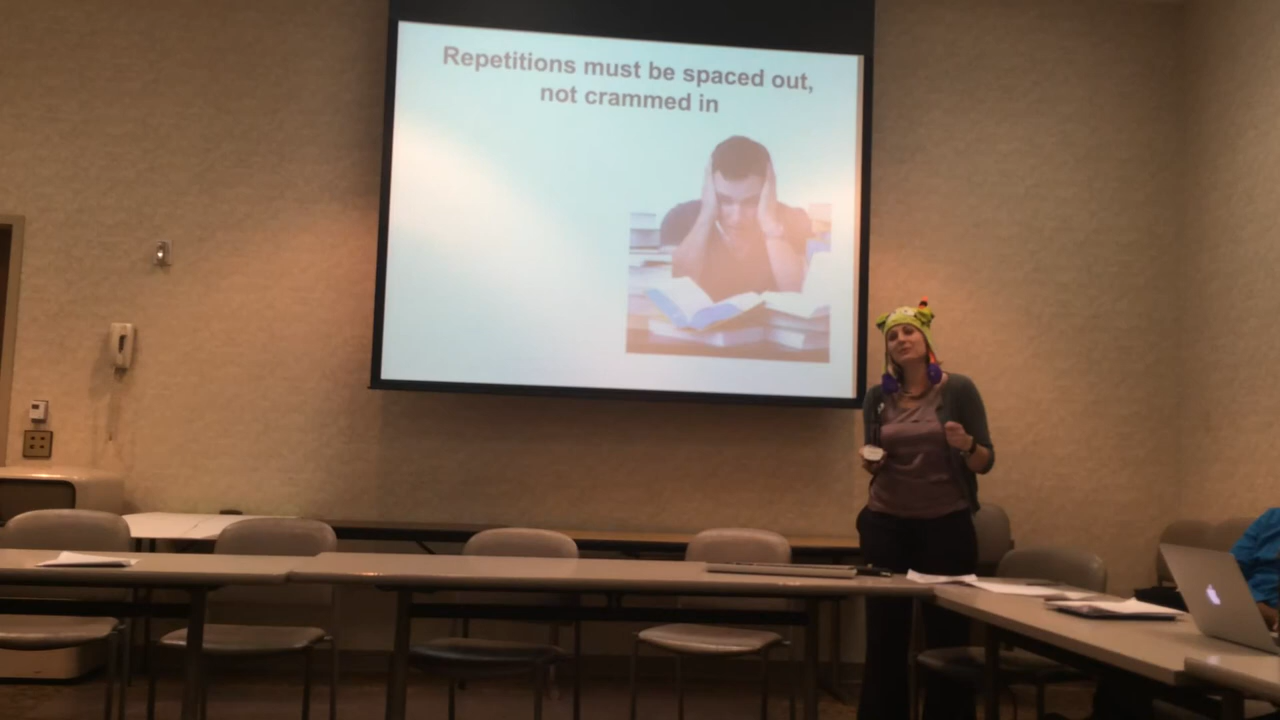 Repetitions must be spaced out,
not crammed in